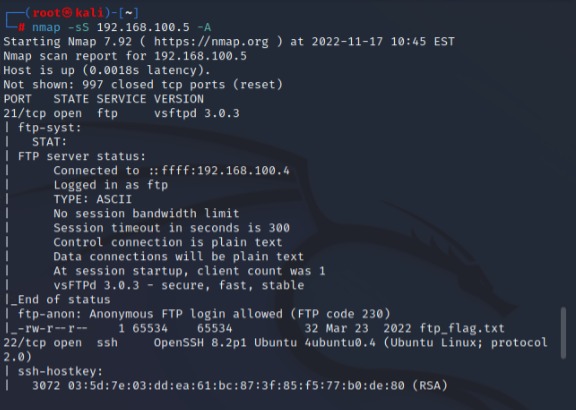 ┌──(root㉿kali)-[~]
└─# nmap -sS 192.168.100.5 -A
Starting Nmap 7.92 ( https://nmap.org ) at 2022-11-17 10:45 EST
Nmap scan report for 192.168.100.5
Host is up (0.0018s latency).
Not shown: 997 closed tcp ports (reset)
PORT   STATE SERVICE VERSION
21/tcp open  ftp     vsftpd 3.0.3
| ftp-syst:
|   STAT:
| FTP server status:
|      Connected to ::ffff:192.168.100.4
|      Logged in as ftp
|      TYPE: ASCII
|      No session bandwidth limit
|      Session timeout in seconds is 300
|      Control connection is plain text
|      Data connections will be plain text
|      At session startup, client count was 1
|      vsFTPd 3.0.3 - secure, fast, stable
|_End of status
| ftp-anon: Anonymous FTP login allowed (FTP code 230)
|_-rw-r--r--    1 65534    65534          32 Mar 23  2022 ftp_flag.txt
22/tcp open  ssh     OpenSSH 8.2p1 Ubuntu 4ubuntu0.4 (Ubuntu Linux; protocol
2.0)
| ssh-hostkey:
|   3072 03:5d:7e:03:dd:ea:61:bc:87:3f:85:f5:77:b0:de:80 (RSA)